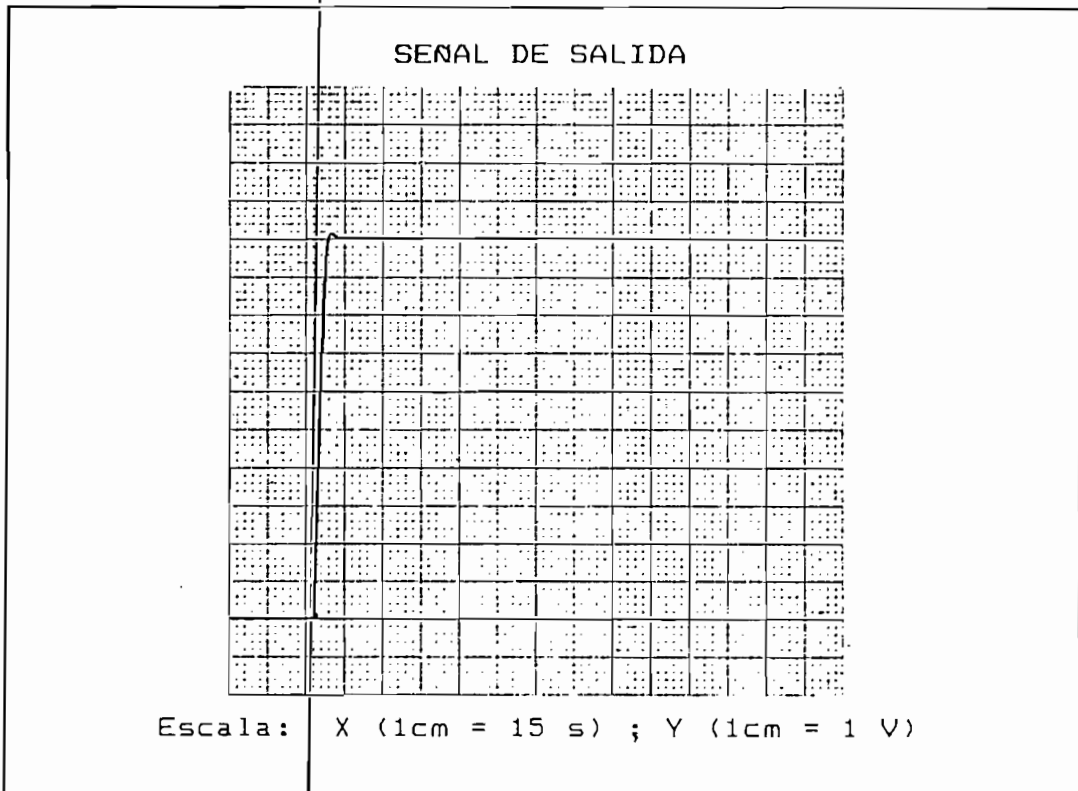 SEÑAL DE SALIDA
Escala: X (1cm = 15 s) ; Y (1cm = 1 V)